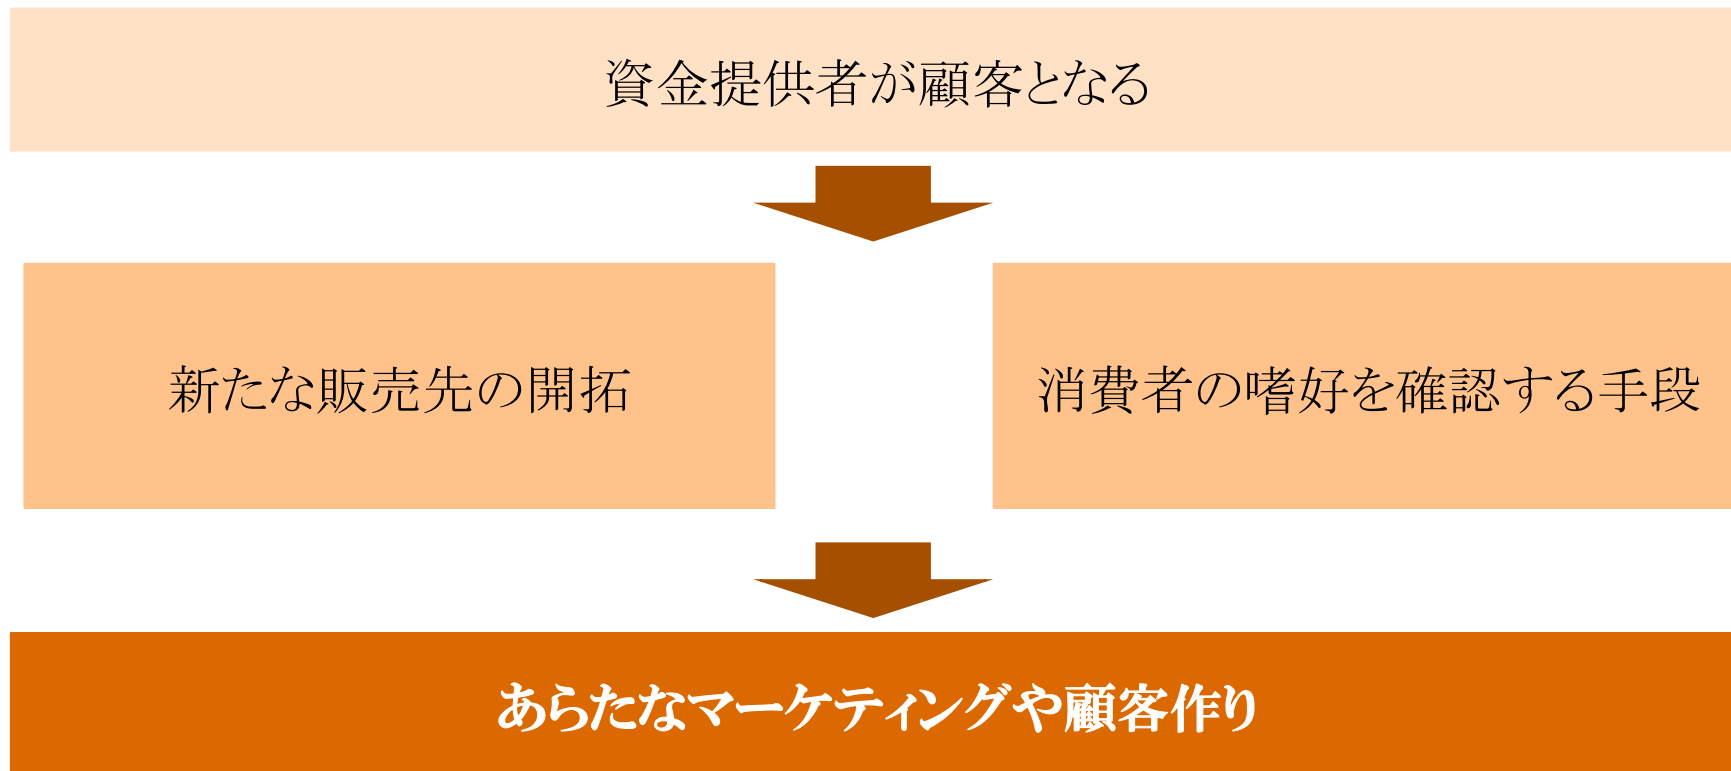 資金提供者が顧客となる
新たな販売先の開拓
消費者の嗜好を確認する手段
あらたなマーケティングや顧客作り